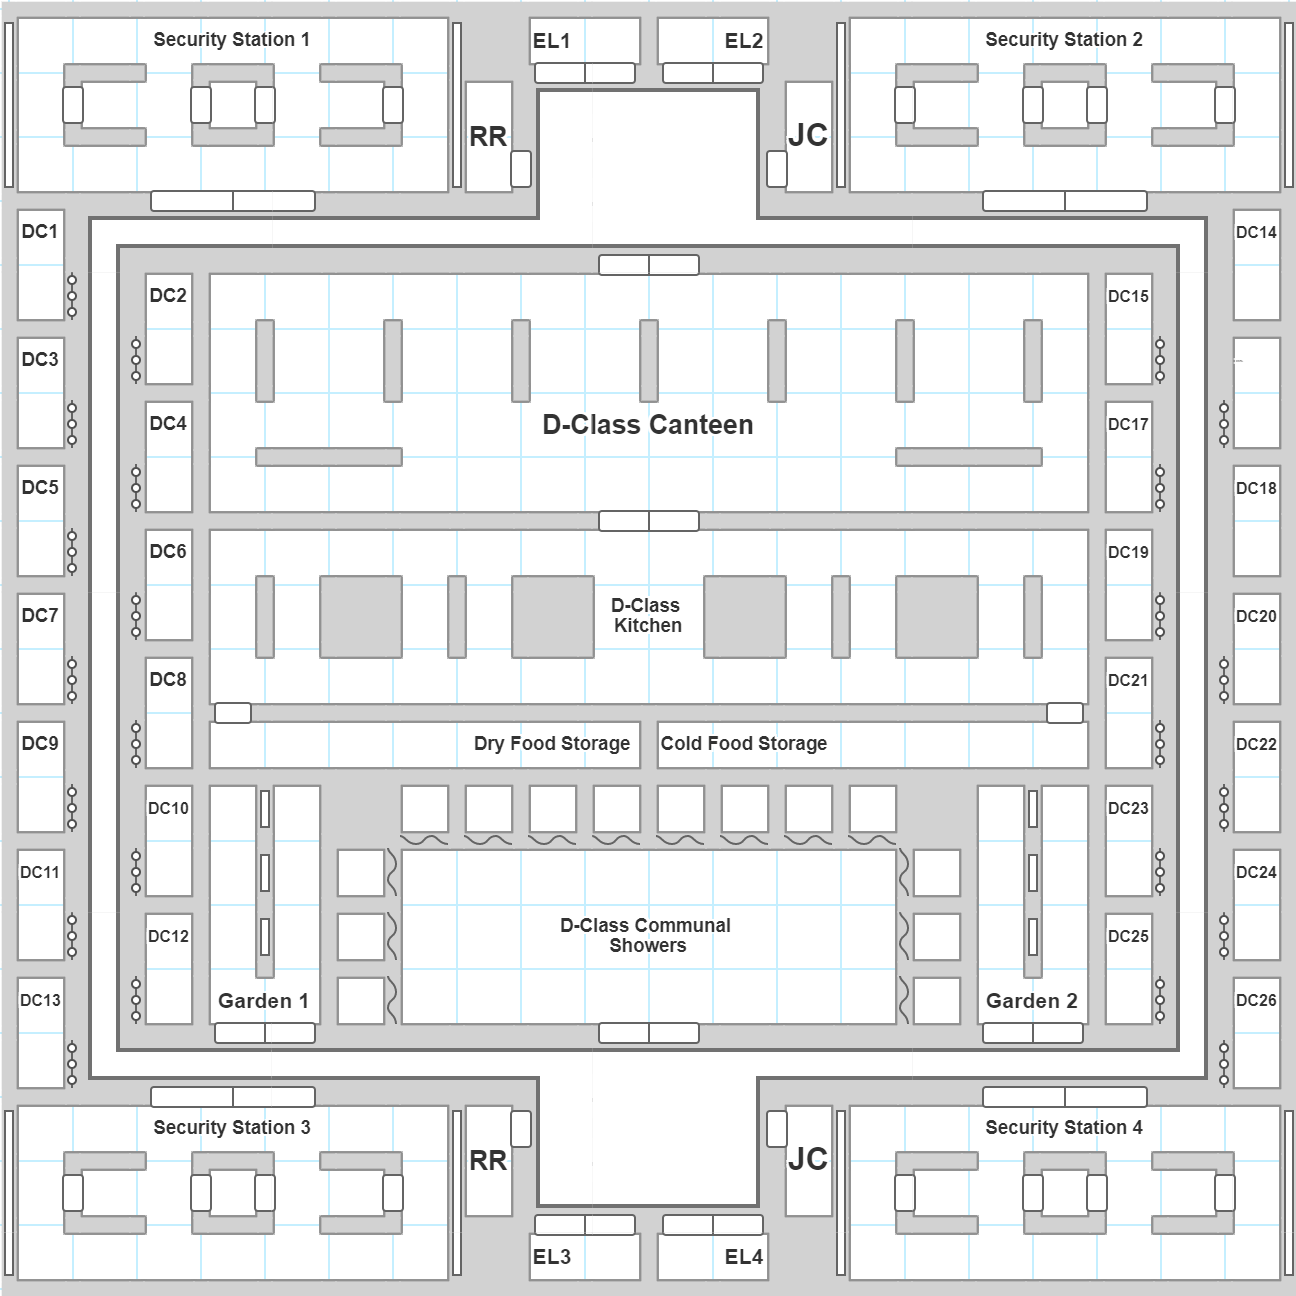 Security Station 1
EL1
EL2
Security Station 2
RR
JC
DC1
DC14
DC2
DC15
DC3
DC4
D-Class Canteen
DC17
DC5
DC18
DC6
DC19
DC7
D-Class
Kitchen
DC20
DC8
DC21
DC9
Dry Food Storage
Cold Food Storage
DC22
DC10
DC23
DC11
DC24
DC12
D-Class Communal
Showers
DC25
DC13
Garden 1
Garden 2
DC26
Security Station 3
Security Station 4
RR
JC
EL3
EL4